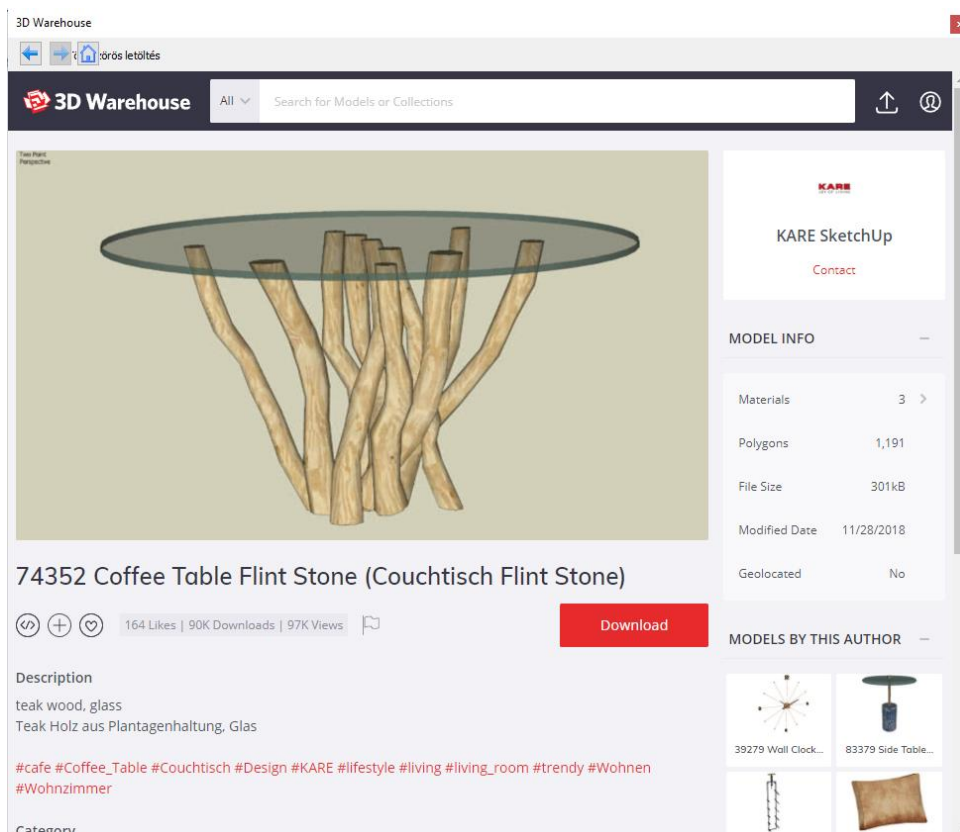 3D Warehouse
örös letöltés
3D Warehouse
All
Search for Models or Collections
Two Point
Perspective
KARE
KARE SketchUp
Contact
MODEL INFO
Materials 3
Polygons 1,191
File Size 301kB
Modified Date 11/28/2018
Geolocated No
74352 Coffee Table Flint Stone (Couchtisch Flint Stone)
164 Likes | 90K Downloads | 97K Views
Download
Description
teak wood, glass
Teak Holz aus Plantagenhaltung, Glas
#cafe #Coffee_Table #Couchtisch #Design #KARE #lifestyle #living #living_room #trendy #Wohnen
#Wohnzimmer
Category
MODELS BY THIS AUTHOR
39279 Wall Clock...
83379 Side Table...